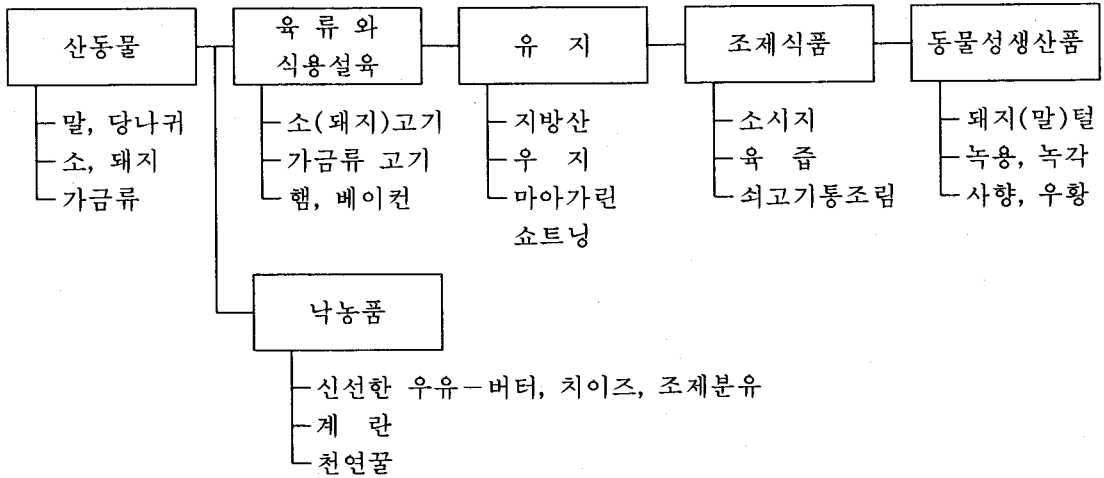 산동물
육 류 와
식용설육
유 지
조제식품
동물성생산품
말, 당나귀
소, 돼지
가금류
소(돼지)고기
가금류 고기
햄, 베이컨
지방산
우 지
마아가린
쇼트닝
소시지
육 즙
쇠고기통조림
돼지(말)털
녹용, 녹각
사향, 우황
낙농품
신선한 우유-버터, 치이즈, 조제분유
계 란
천연꿀